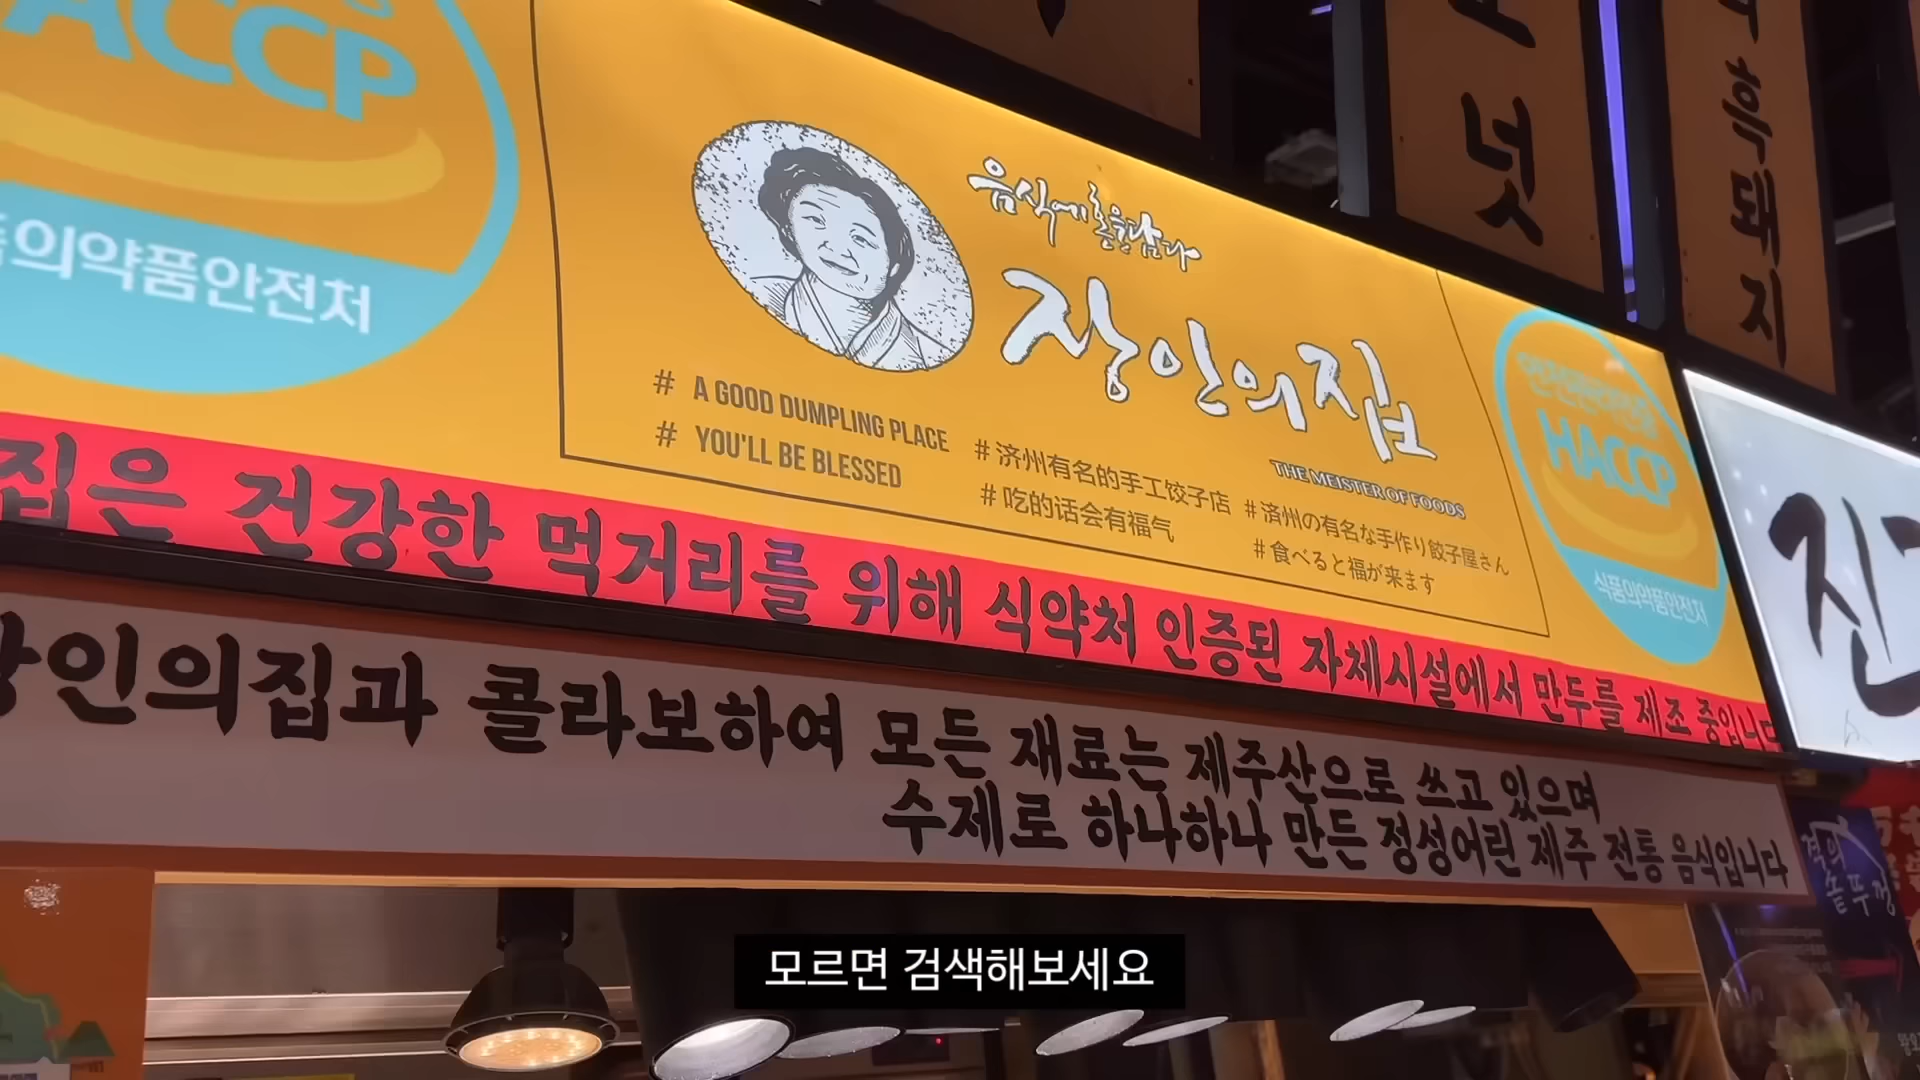 HACCP
의약품안전처
음식에 혼을 담다
장인의집
THE MEISTER OF FOODS
# A GOOD DUMPLING PLACE
# YOU'LL BE BLESSED
# 済州有名的手工饺子店
# 吃的话会有福气
# 済州の有名な手作り餃子屋さん
# 食べると福が来ます
안전관리인증
HACCP
식품의약품안전처
집은 건강한 먹거리를 위해 식약처 인증된 자체시설에서 만두를 제조 중입니다
장인의집과 콜라보하여 모든 재료는 제주산으로 쓰고 있으며
수제로 하나하나 만든 정성어린 제주 전통 음식입니다
넛
흑돼지
진
모르면 검색해보세요